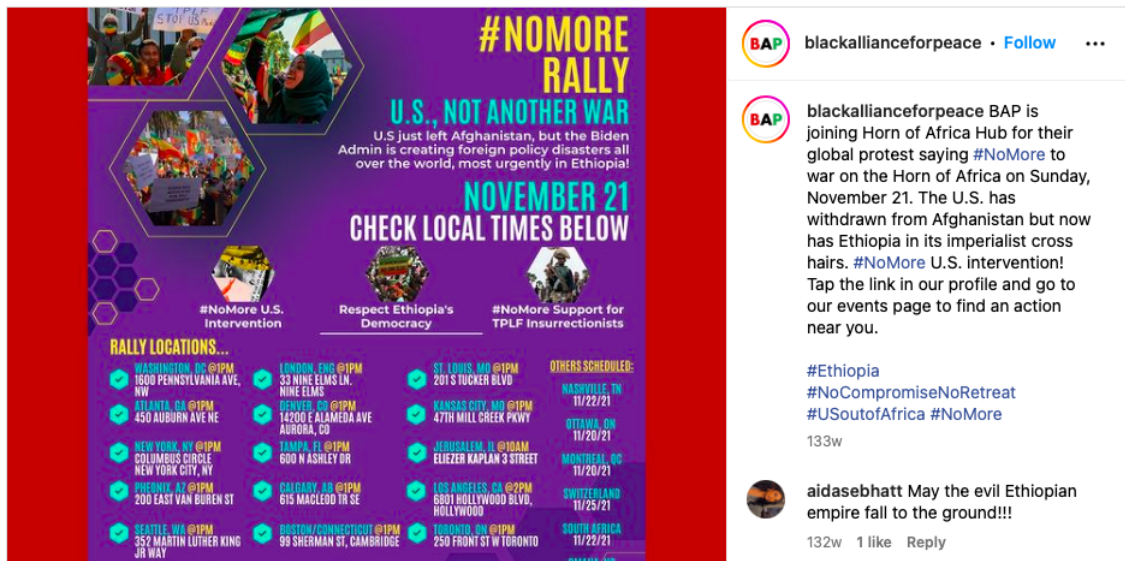 TPLF
STOP US
#NOMORE
RALLY
U.S., NOT ANOTHER WAR
U.S just left Afghanistan, but the Biden
Admin is creating foreign policy disasters all
over the world, most urgently in Ethiopia!
NOVEMBER 21
CHECK LOCAL TIMES BELOW
#NoMore U.S.
Intervention
Respect Ethiopia's
Democracy
#NoMore Support for
TPLF Insurrectionists
RALLY LOCATIONS...
WASHINGTON, DC @1PM
1600 PENNSYLVANIA AVE,
NW
ATLANTA, GA @1PM
450 AUBURN AVE NE
NEW YORK, NY @1PM
COLUMBUS CIRCLE
NEW YORK CITY, NY
PHEONIX, AZ @1PM
200 EAST VAN BUREN ST
SEATTLE, WA @1PM
352 MARTIN LUTHER KING
JR WAY
LONDON, ENG @1PM
33 NINE ELMS LN.
NINE ELMS
DENVER, CO @1PM
14200 E ALAMEDA AVE
AURORA, CO
TAMPA, FL @1PM
600 N ASHLEY DR
CALGARY, AB @1PM
615 MACLEOD TR SE
BOSTON/CONNECTICUT @1PM
99 SHERMAN ST, CAMBRIDGE
ST. LOUIS, MO @1PM
201 S TUCKER BLVD
KANSAS CITY, MO @1PM
47TH MILL CREEK PKWY
JERUSALEM, IL @10AM
ELIEZER KAPLAN 3 STREET
LOS ANGELES, CA @2PM
6801 HOLLYWOOD BLVD,
HOLLYWOOD
TORONTO, ON @1PM
250 FRONT ST W TORONTO
OTHERS SCHEDULED:
NASHVILLE, TN
11/22/21
OTTAWA, ON
11/20/21
MONTREAL, QC
11/20/21
SWITZERLAND
11/25/21
SOUTH AFRICA
11/22/21
BAP
blackallianceforpeace • Follow
BAP
blackallianceforpeace BAP is
joining Horn of Africa Hub for their
global protest saying #NoMore to
war on the Horn of Africa on Sunday,
November 21. The U.S. has
withdrawn from Afghanistan but now
has Ethiopia in its imperialist cross
hairs. #NoMore U.S. intervention!
Tap the link in our profile and go to
our events page to find an action
near you.
#Ethiopia
#NoCompromiseNoRetreat
#USoutofAfrica #NoMore
133w
aidasebhatt May the evil Ethiopian
empire fall to the ground!!!
132w 1 like Reply